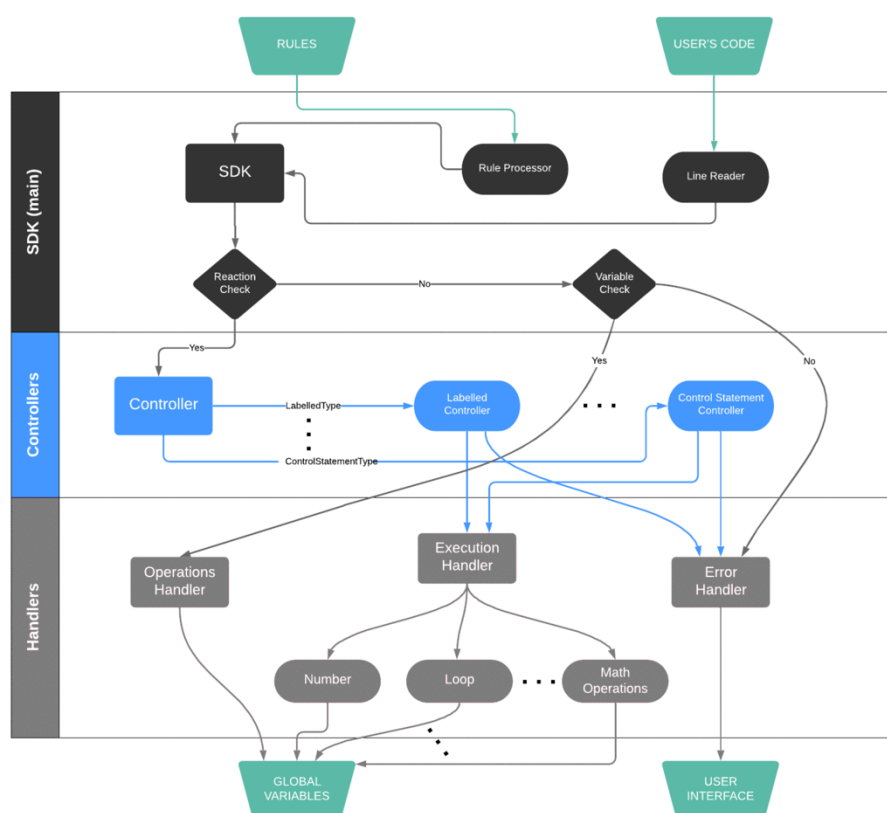 RULES
USER'S CODE
SDK (main)
SDK
Rule Processor
Line Reader
Reaction
Check
No
Variable
Check
Yes
Yes
No
Controllers
Controller
LabelledType
Labelled
Controller
Control Statement
Controller
ControlStatementType
Handlers
Operations
Handler
Execution
Handler
Error
Handler
Number
Loop
Math
Operations
GLOBAL
VARIABLES
USER
INTERFACE